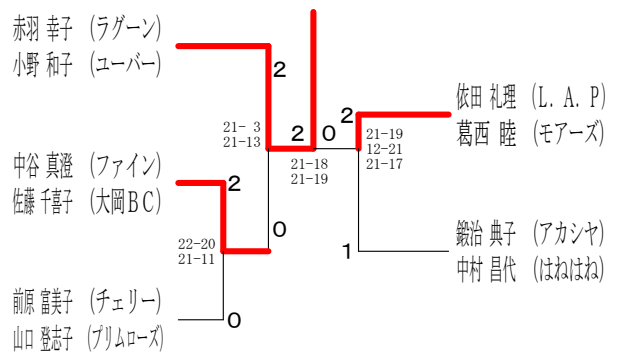 赤羽 幸子 (ラグーン)
小野 和子 (ユーバー)
2
21- 3
21-13
2
0
21-18
21-19
2
21-19
12-21
21-17
依田 礼理 (L. A. P)
葛西 睦 (モアーズ)
中谷 真澄 (ファイン)
佐藤 千喜子 (大岡BC)
2
0
22-20
21-11
1
鍛治 典子 (アカシヤ)
中村 昌代 (はねはね)
前原 富美子 (チェリー)
山口 登志子 (プリムローズ)
0